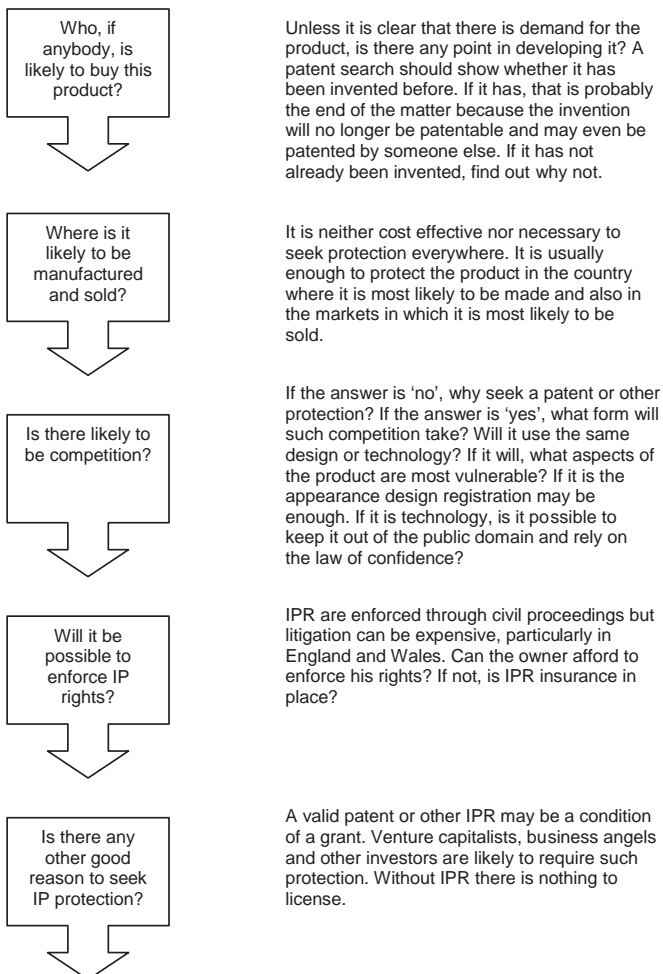 Who, if
anybody, is
likely to buy this
product?
Unless it is clear that there is demand for the
product, is there any point in developing it? A
patent search should show whether it has
been invented before. If it has, that is probably
the end of the matter because the invention
will no longer be patentable and may even be
patented by someone else. If it has not
already been invented, find out why not.
Where is it
likely to be
manufactured
and sold?
It is neither cost effective nor necessary to
seek protection everywhere. It is usually
enough to protect the product in the country
where it is most likely to be made and also in
the markets in which it is most likely to be
sold.
Is there likely to
be competition?
If the answer is ‘no’, why seek a patent or other
protection? If the answer is ‘yes’, what form will
such competition take? Will it use the same
design or technology? If it will, what aspects of
the product are most vulnerable? If it is the
appearance design registration may be
enough. If it is technology, is it possible to
keep it out of the public domain and rely on
the law of confidence?
Will it be
possible to
enforce IP
rights?
IPR are enforced through civil proceedings but
litigation can be expensive, particularly in
England and Wales. Can the owner afford to
enforce his rights? If not, is IPR insurance in
place?
Is there any
other good
reason to seek
IP protection?
A valid patent or other IPR may be a condition
of a grant. Venture capitalists, business angels
and other investors are likely to require such
protection. Without IPR there is nothing to
license.